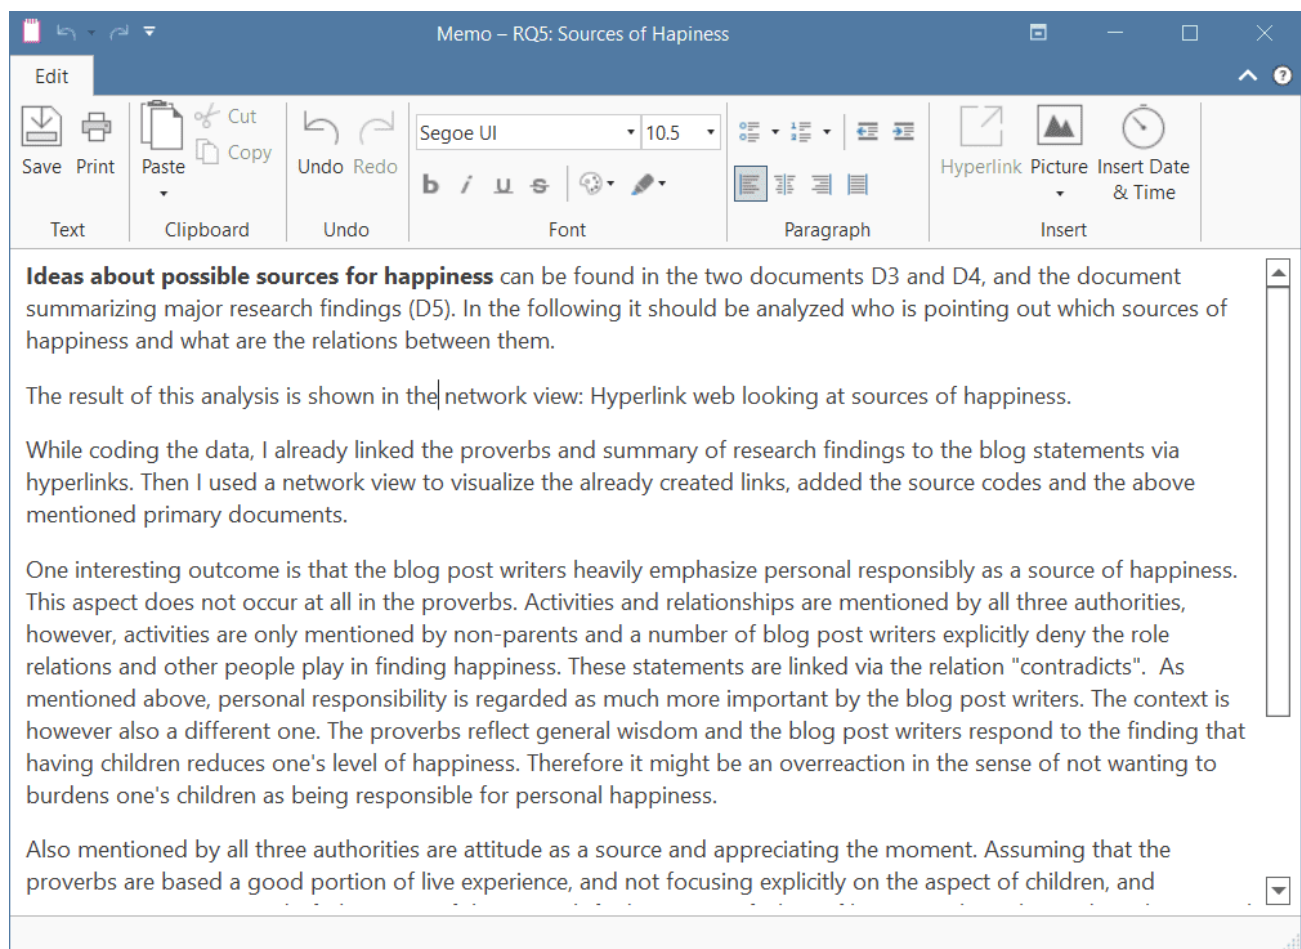 Memo – RQ5: Sources of Hapiness
Edit
Save Print
Paste
Cut
Copy
Undo Redo
Segoe UI 10.5
Hyperlink Picture Insert Date
& Time
Text Clipboard Undo Font Paragraph Insert
Ideas about possible sources for happiness can be found in the two documents D3 and D4, and the document
summarizing major research findings (D5). In the following it should be analyzed who is pointing out which sources of
happiness and what are the relations between them.
The result of this analysis is shown in the network view: Hyperlink web looking at sources of happiness.
While coding the data, I already linked the proverbs and summary of research findings to the blog statements via
hyperlinks. Then I used a network view to visualize the already created links, added the source codes and the above
mentioned primary documents.
One interesting outcome is that the blog post writers heavily emphasize personal responsibly as a source of happiness.
This aspect does not occur at all in the proverbs. Activities and relationships are mentioned by all three authorities,
however, activities are only mentioned by non-parents and a number of blog post writers explicitly deny the role
relations and other people play in finding happiness. These statements are linked via the relation "contradicts".  As
mentioned above, personal responsibility is regarded as much more important by the blog post writers. The context is
however also a different one. The proverbs reflect general wisdom and the blog post writers respond to the finding that
having children reduces one's level of happiness. Therefore it might be an overreaction in the sense of not wanting to
burdens one's children as being responsible for personal happiness.
Also mentioned by all three authorities are attitude as a source and appreciating the moment. Assuming that the
proverbs are based a good portion of live experience, and not focusing explicitly on the aspect of children, and